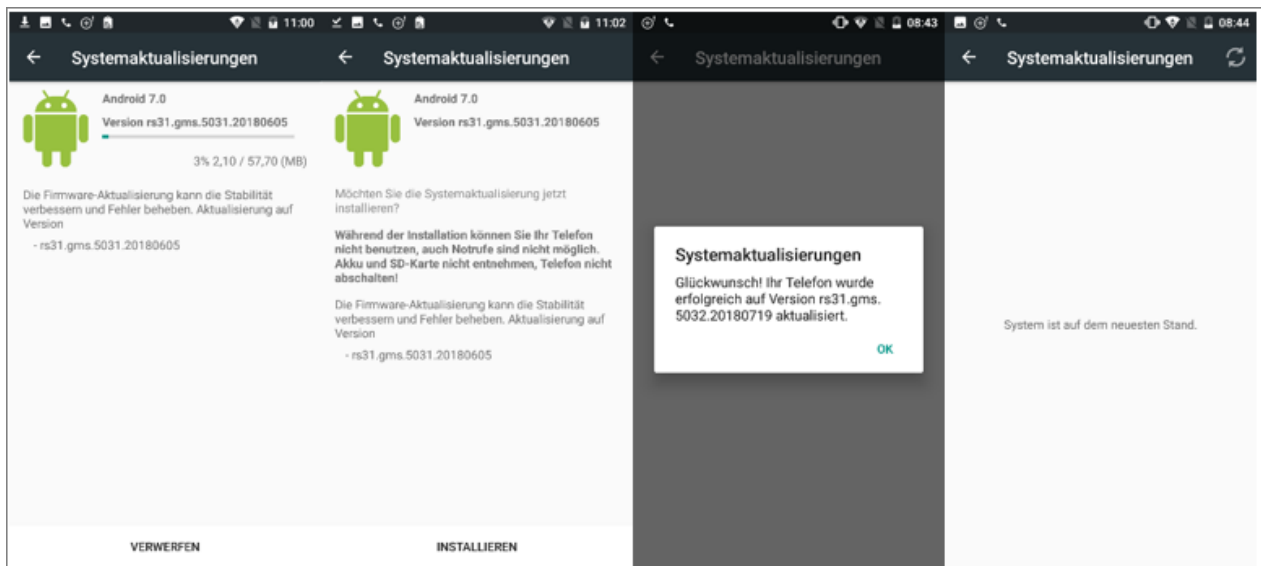 11:00
Systemaktualisierungen
Android 7.0
Version rs31.gms.5031.20180605
3% 2,10 / 57,70 (MB)
Die Firmware-Aktualisierung kann die Stabilität
verbessern und Fehler beheben. Aktualisierung auf
Version
- rs31.gms.5031.20180605
VERWERFEN
11:02
Systemaktualisierungen
Android 7.0
Version rs31.gms.5031.20180605
Möchten Sie die Systemaktualisierung jetzt
installieren?
Während der Installation können Sie Ihr Telefon
nicht benutzen, auch Notrufe sind nicht möglich.
Akku und SD-Karte nicht entnehmen, Telefon nicht
abschalten!
Die Firmware-Aktualisierung kann die Stabilität
verbessern und Fehler beheben. Aktualisierung auf
Version
- rs31.gms.5031.20180605
INSTALLIEREN
08:43
Systemaktualisierungen
Systemaktualisierungen
Glückwunsch! Ihr Telefon wurde
erfolgreich auf Version rs31.gms.
5032.20180719 aktualisiert.
OK
08:44
Systemaktualisierungen
System ist auf dem neuesten Stand.